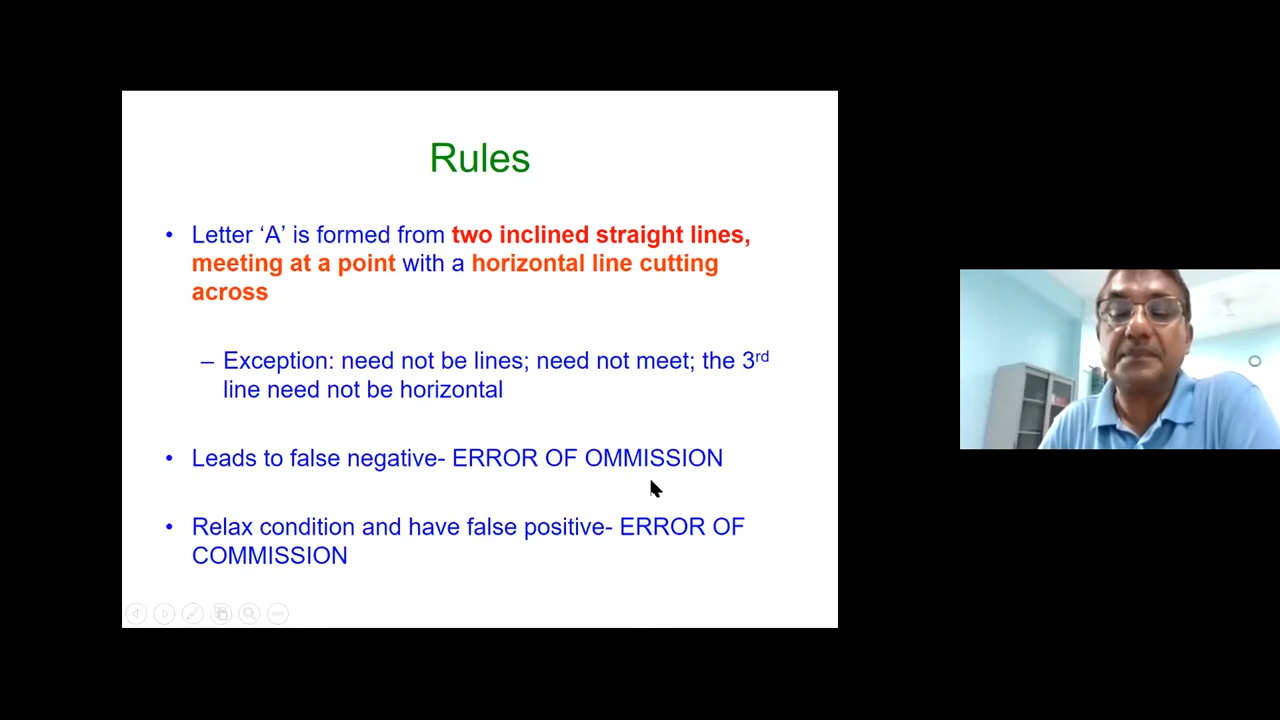 Rules
• Letter ‘A’ is formed from two inclined straight lines,
meeting at a point with a horizontal line cutting
across
– Exception: need not be lines; need not meet; the 3rd
line need not be horizontal
• Leads to false negative- ERROR OF OMMISSION
• Relax condition and have false positive- ERROR OF
COMMISSION